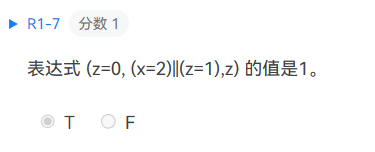 R1-7 分数 1
表达式 (z=0, (x=2)||(z=1),z) 的值是1。
T F